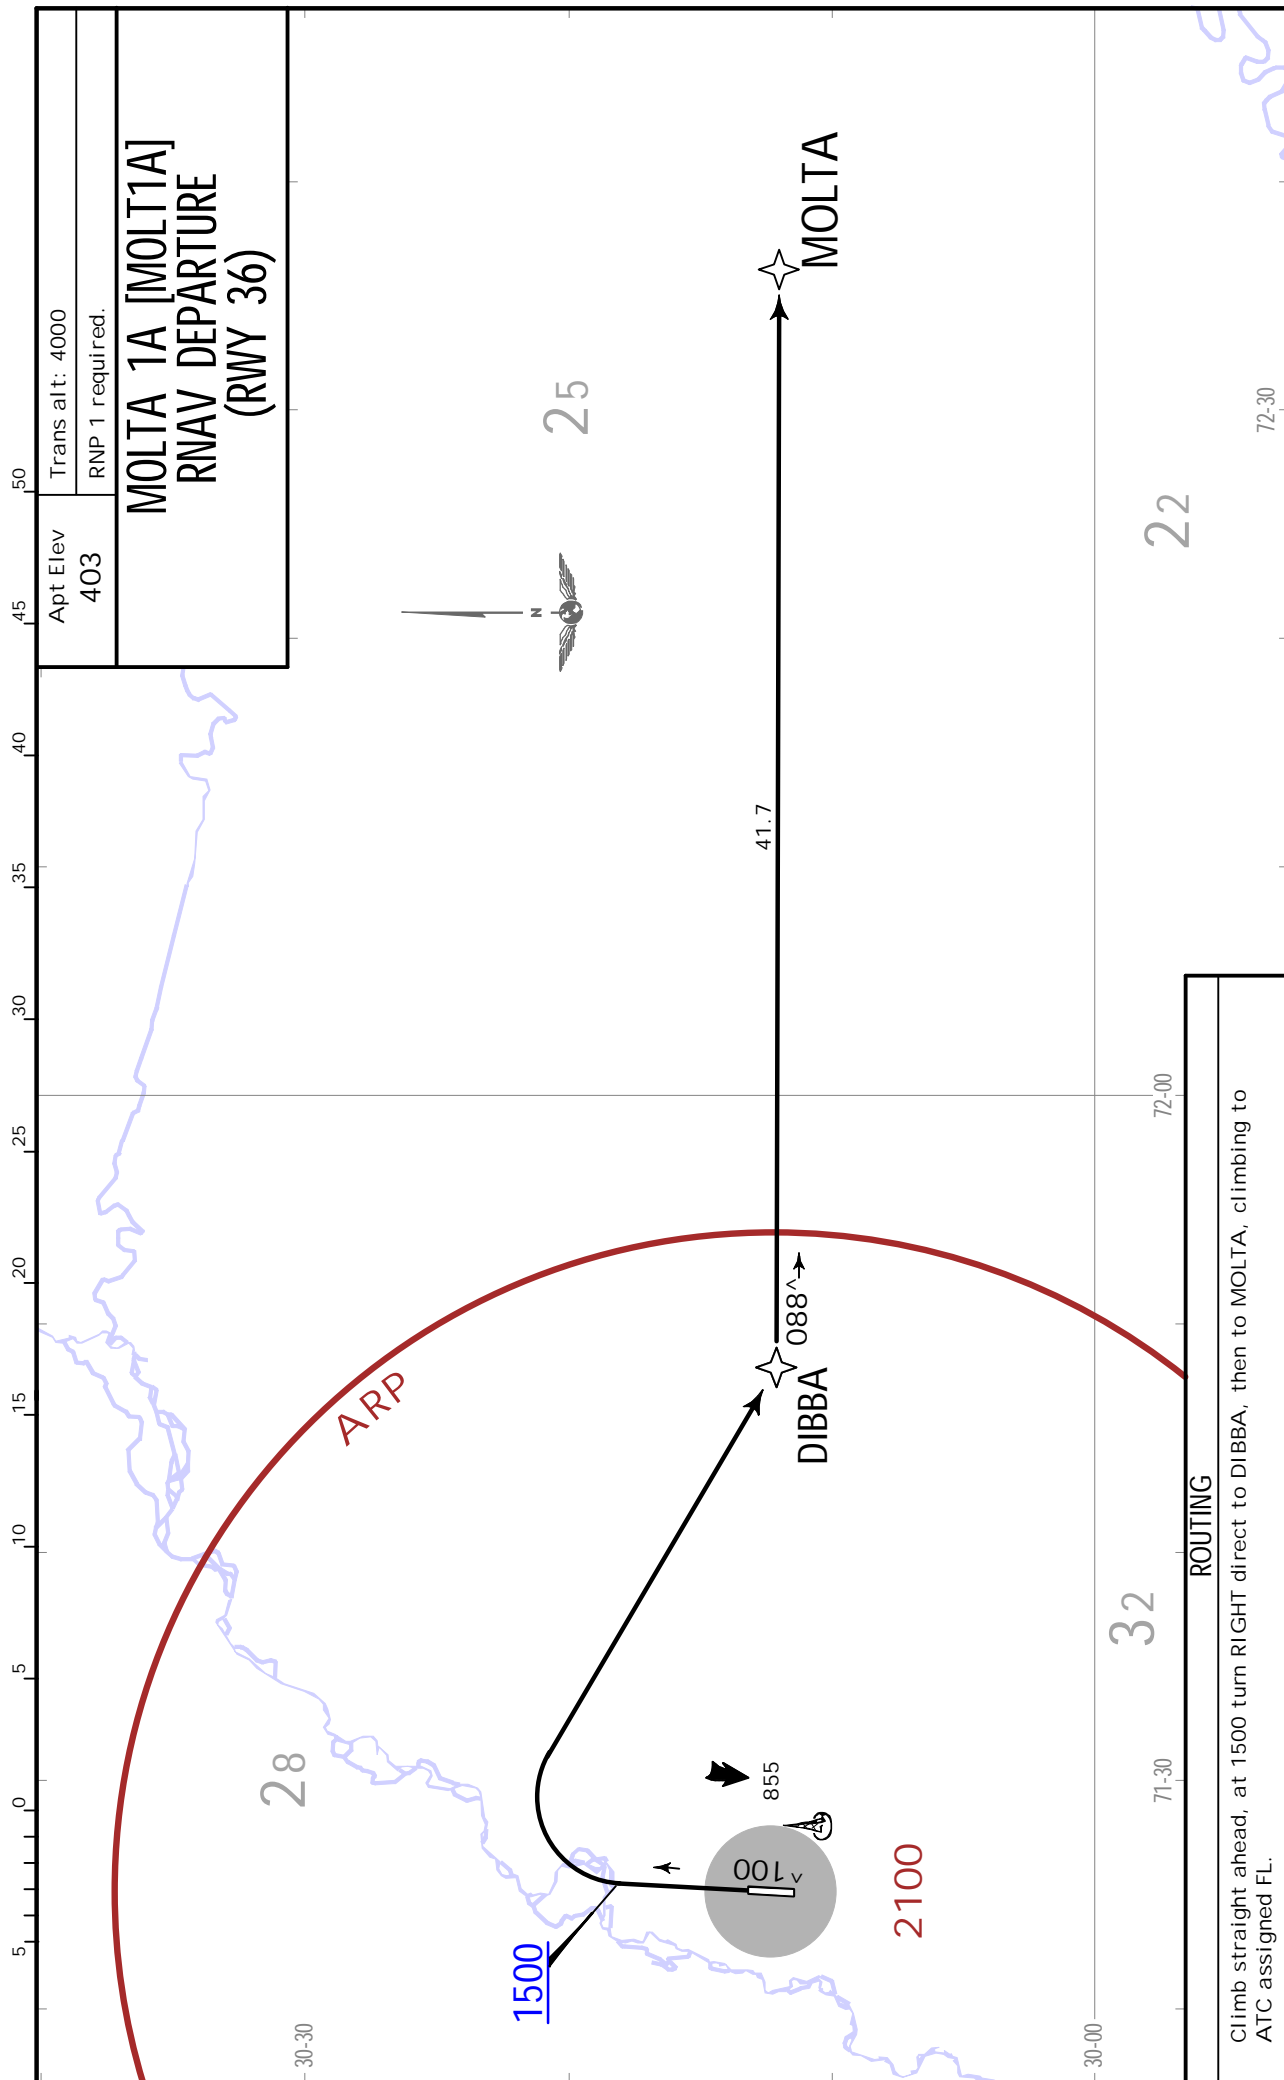 5
0
5
10
15
20
25
30
35
40
45
50
Apt Elev
403
Trans alt: 4000
RNP 1 required.
MOLTA 1A [MOLT1A]
RNAV DEPARTURE
(RWY 36)
ARP
28
30-30
N
25
1500
41.7
MOLTA
001^
855
DIBBA
088^
2100
30-00
32
22
71-30
72-00
72-30
ROUTING
Climb straight ahead, at 1500 turn RIGHT direct to DIBBA, then to MOLTA, climbing to
ATC assigned FL.